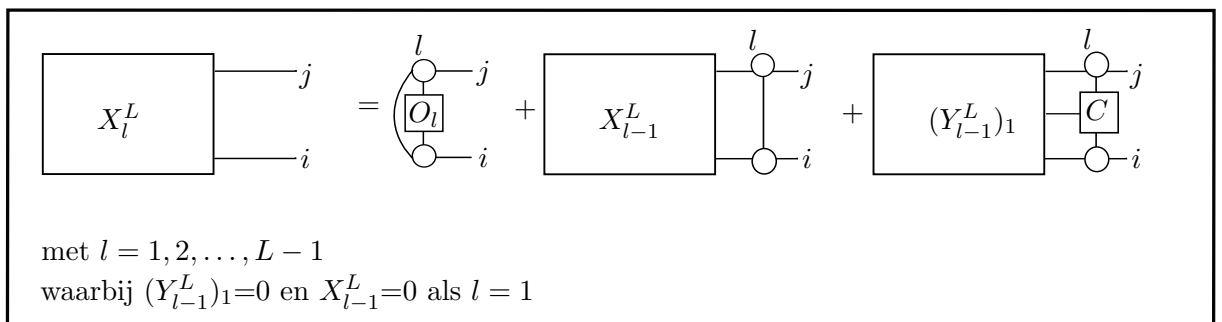 l l
j j j j
X_l^L = O_l + X_{l-1}^L + (Y_{l-1}^L)_1 C
i i i i
met l = 1, 2, . . . , L − 1
waarbij (Y_{l-1}^L)_1=0 en X_{l-1}^L=0 als l = 1